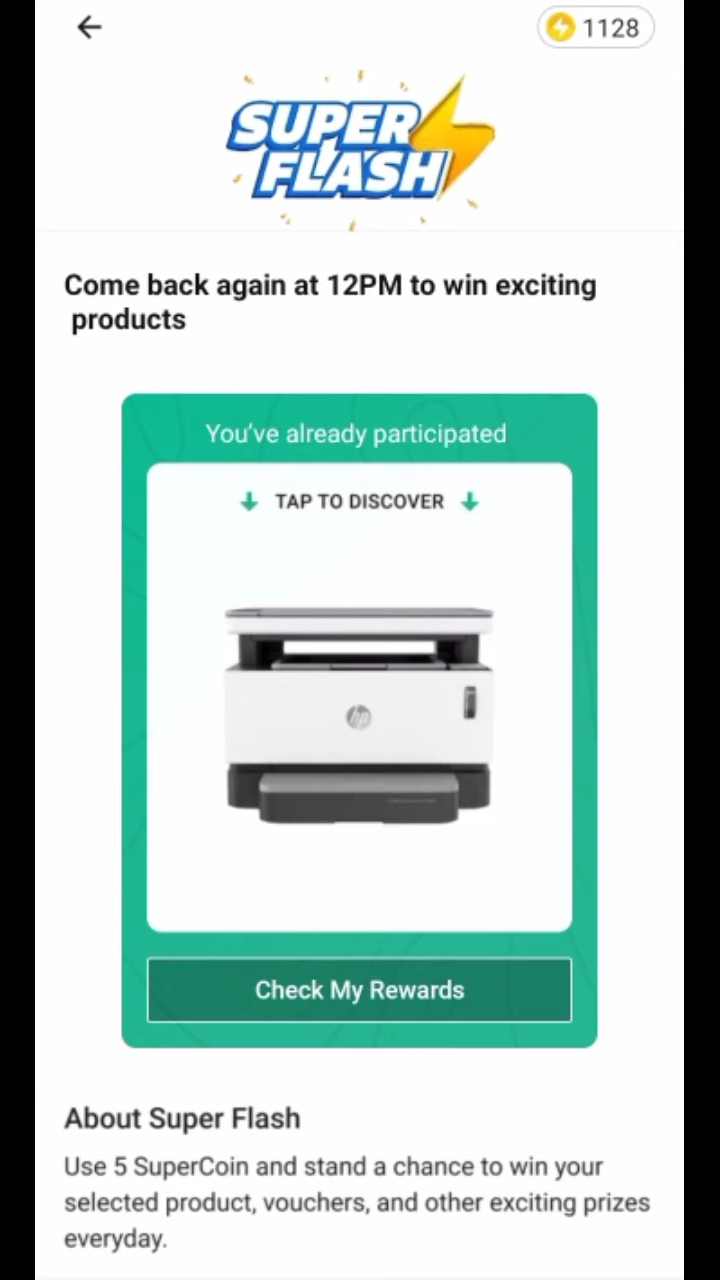 1128
SUPER
FLASH
Come back again at 12PM to win exciting
products
You've already participated
TAP TO DISCOVER
hp
Check My Rewards
About Super Flash
Use 5 SuperCoin and stand a chance to win your
selected product, vouchers, and other exciting prizes
everyday.